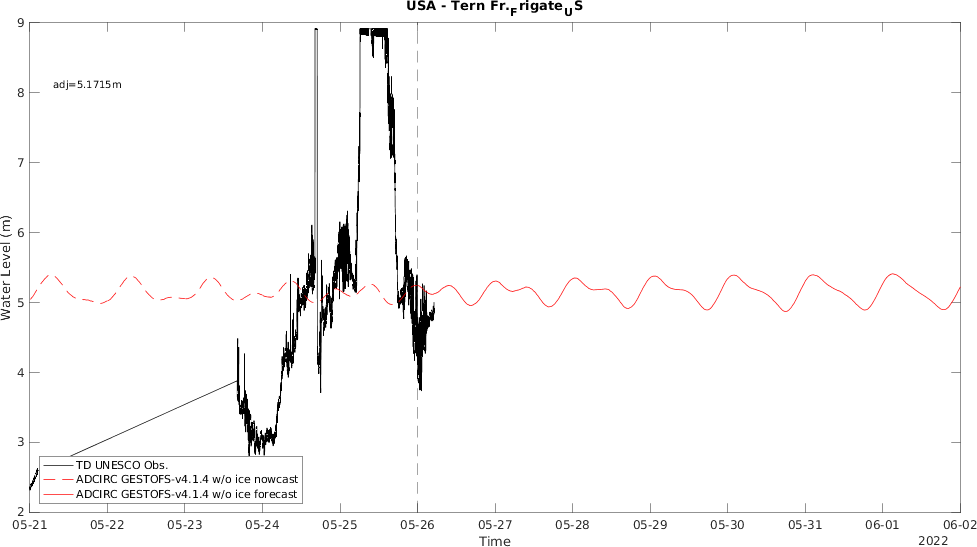 USA - Tern Fr.FrigateUS
9
8
7
6
5
4
3
2
Water Level (m)
adj=5.1715m
TD UNESCO Obs.
ADCIRC GESTOFS-v4.1.4 w/o ice nowcast
ADCIRC GESTOFS-v4.1.4 w/o ice forecast
05-21 05-22 05-23 05-24 05-25 05-26 05-27 05-28 05-29 05-30 05-31 06-01 06-02
Time
2022